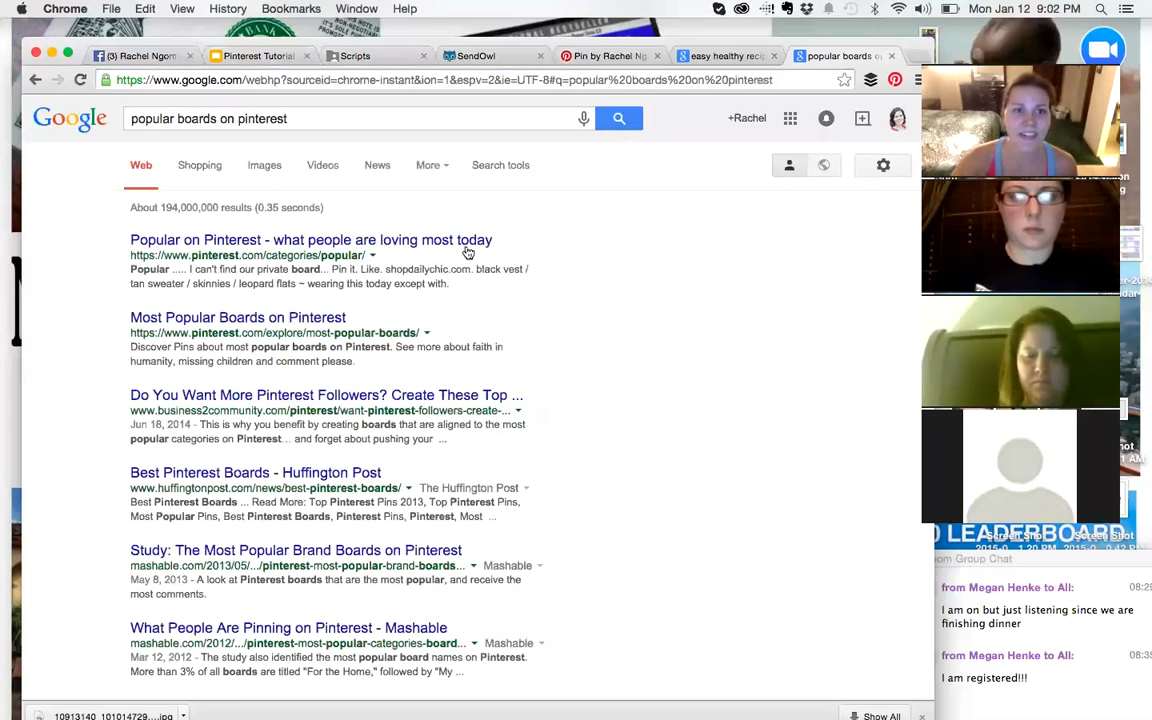 Chrome File Edit View History Bookmarks Window Help
Mon Jan 12 9:02 PM
(3) Rachel Ngom
Pinterest Tutorial
Scripts
SendOwl
Pin by Rachel Ng
easy healthy reci
popular boards o
https://www.google.com/webhp?sourceid=chrome-instant&ion=1&espv=2&ie=UTF-8#q=popular%20boards%20on%20pinterest
Google
popular boards on pinterest
+Rachel
Web Shopping Images Videos News More Search tools
About 194,000,000 results (0.35 seconds)
Popular on Pinterest - what people are loving most today
https://www.pinterest.com/categories/popular/
Popular ..... I can't find our private board... Pin it. Like. shopdailychic.com. black vest /
tan sweater / skinnies / leopard flats ~ wearing this today except with.
Most Popular Boards on Pinterest
https://www.pinterest.com/explore/most-popular-boards/
Discover Pins about most popular boards on Pinterest. See more about faith in
humanity, missing children and comment please.
Do You Want More Pinterest Followers? Create These Top ...
www.business2community.com/pinterest/want-pinterest-followers-create-...
Jun 18, 2014 - This is why you benefit by creating boards that are aligned to the most
popular categories on Pinterest... and forget about pushing your ...
Best Pinterest Boards - Huffington Post
www.huffingtonpost.com/news/best-pinterest-boards/ The Huffington Post
Best Pinterest Boards ... Read More: Top Pinterest Pins 2013, Top Pinterest Pins,
Most Popular Pins, Best Pinterest Boards, Pinterest Pins, Pinterest, Most ...
Study: The Most Popular Brand Boards on Pinterest
mashable.com/2013/05/.../pinterest-most-popular-brand-boards... Mashable
May 8, 2013 - A look at Pinterest boards that are the most popular, and receive the
most comments.
What People Are Pinning on Pinterest - Mashable
mashable.com/2012/.../pinterest-most-popular-categories-board... Mashable
Mar 12, 2012 - The study also identified the most popular board names on Pinterest.
More than 3% of all boards are titled "For the Home," followed by "My ...
10913140_101014729....jpg
Show All
LEADERBOARD
Screen Shot
Group Chat
from Megan Henke to All:
I am on but just listening since we are
finishing dinner
from Megan Henke to All:
I am registered!!!